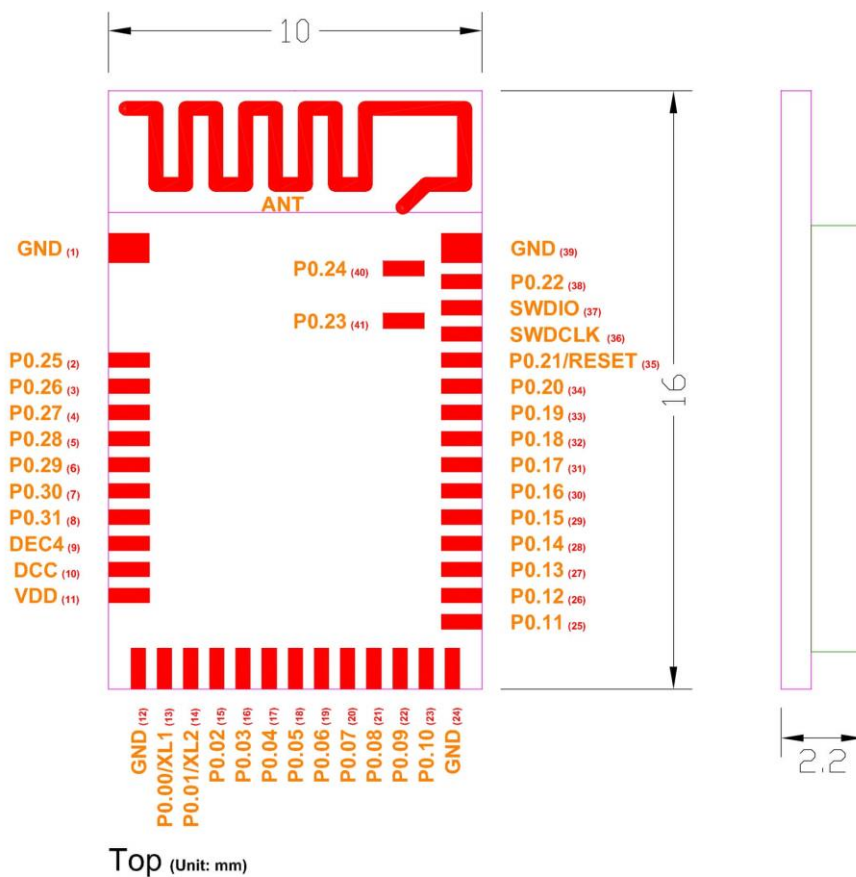 10
ANT
GND (1)
P0.25 (2)
P0.26 (3)
P0.27 (4)
P0.28 (5)
P0.29 (6)
P0.30 (7)
P0.31 (8)
DEC4 (9)
DCC (10)
VDD (11)
P0.24 (40)
P0.23 (41)
GND (39)
P0.22 (38)
SWDIO (37)
SWDCLK (36)
P0.21/RESET (35)
P0.20 (34)
P0.19 (33)
P0.18 (32)
P0.17 (31)
P0.16 (30)
P0.15 (29)
P0.14 (28)
P0.13 (27)
P0.12 (26)
P0.11 (25)
16
GND (12)
P0.00/XL1 (13)
P0.01/XL2 (14)
P0.02 (15)
P0.03 (16)
P0.04 (17)
P0.05 (18)
P0.06 (19)
P0.07 (20)
P0.08 (21)
P0.09 (22)
P0.10 (23)
GND (24)
2.2
Top (Unit: mm)